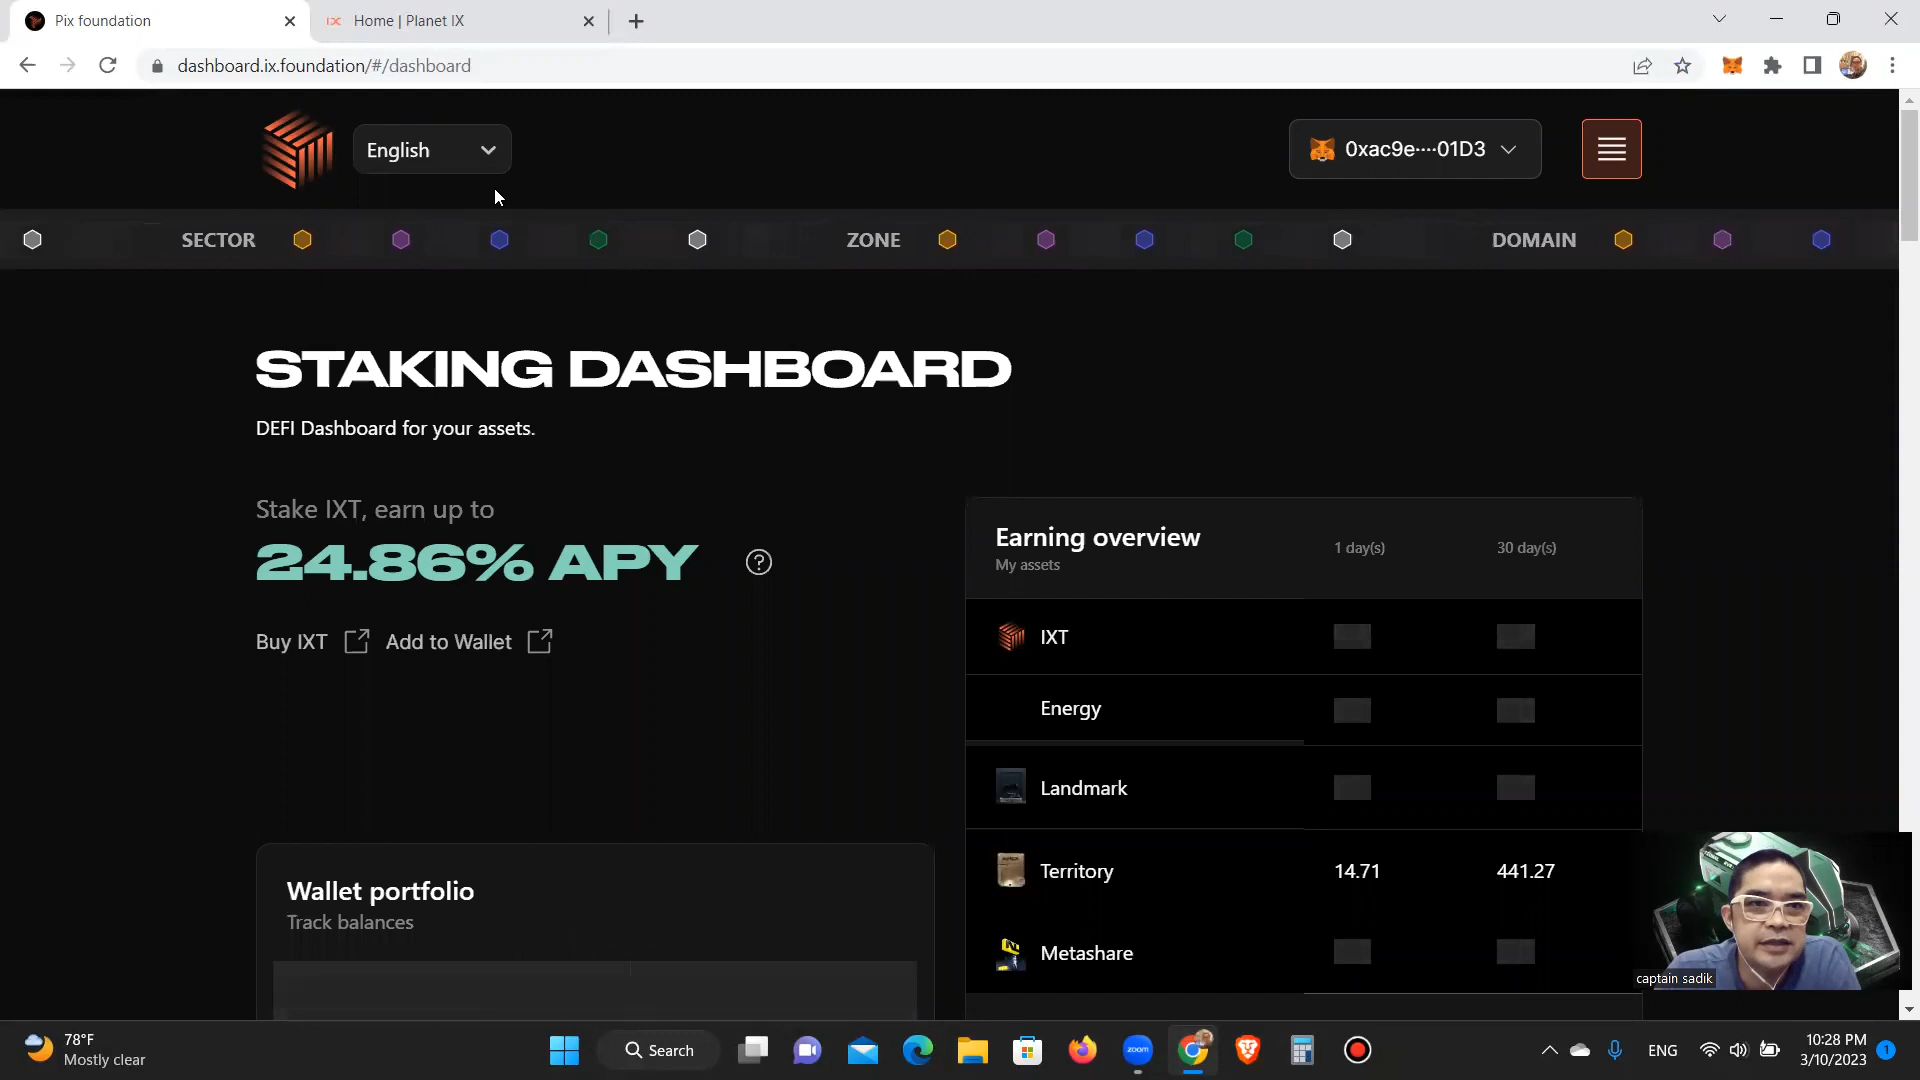 Pix foundation
Home | Planet IX
dashboard.ix.foundation/#/dashboard
English
0xac9e····01D3
SECTOR
ZONE
DOMAIN
STAKING DASHBOARD
DEFI Dashboard for your assets.
Stake IXT, earn up to
24.86% APY
?
Buy IXT
Add to Wallet
Earning overview
My assets
1 day(s)
30 day(s)
IXT
Energy
Landmark
Territory
14.71
441.27
Metashare
Wallet portfolio
Track balances
captain sadik
78°F
Mostly clear
Search
zoom
ENG
10:28 PM
3/10/2023
1